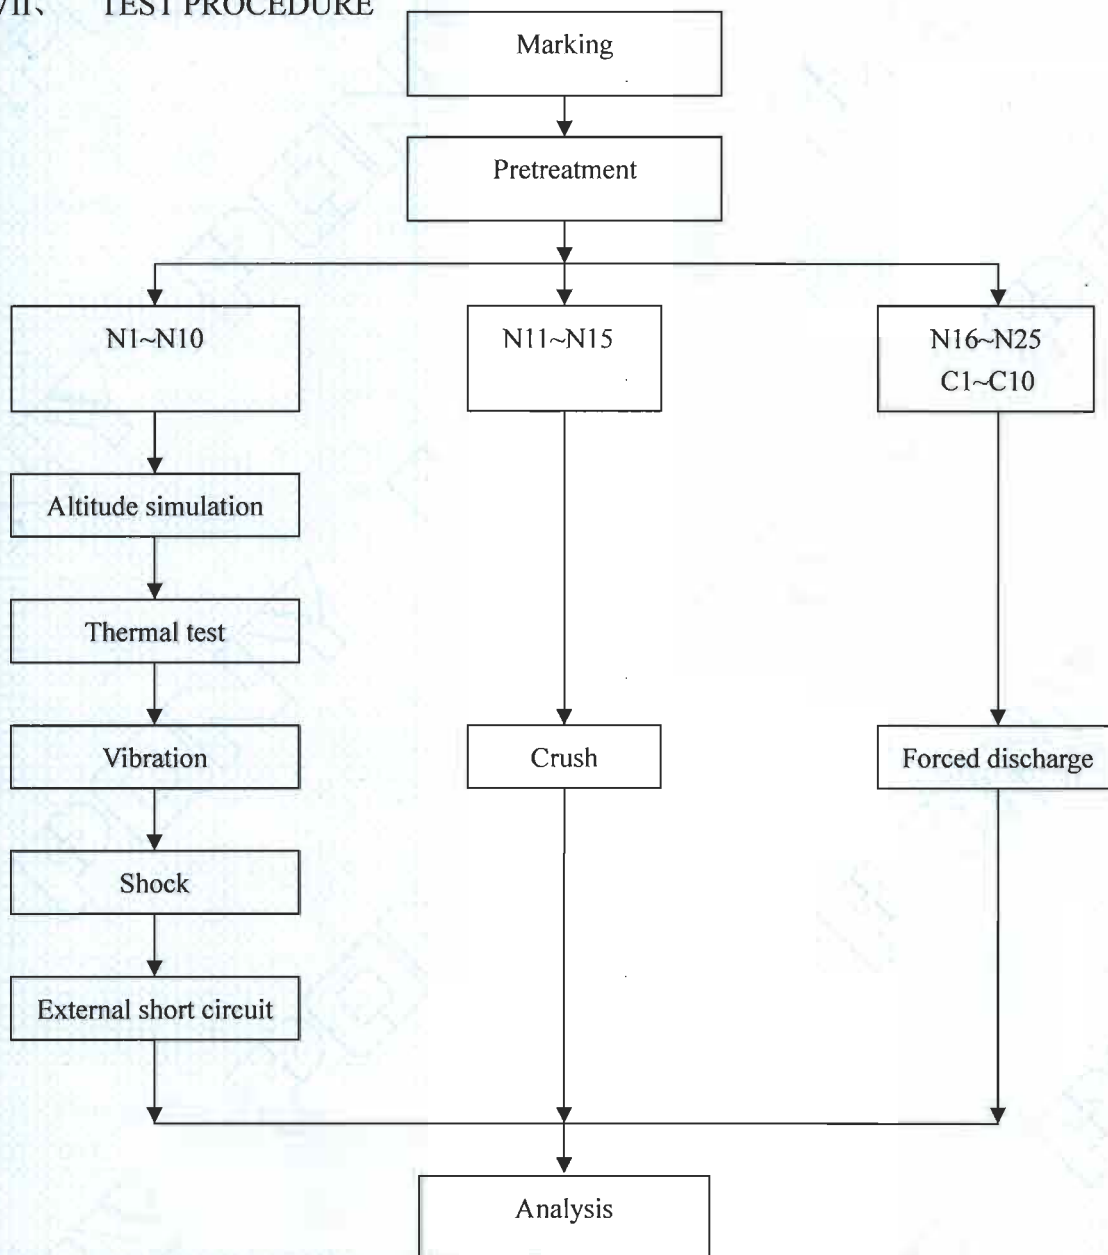 TEST PROCEDURE
Marking
Pretreatment
N1~N10
N11~N15
N16~N25
C1~C10
Altitude simulation
Thermal test
Vibration
Crush
Forced discharge
Shock
External short circuit
Analysis